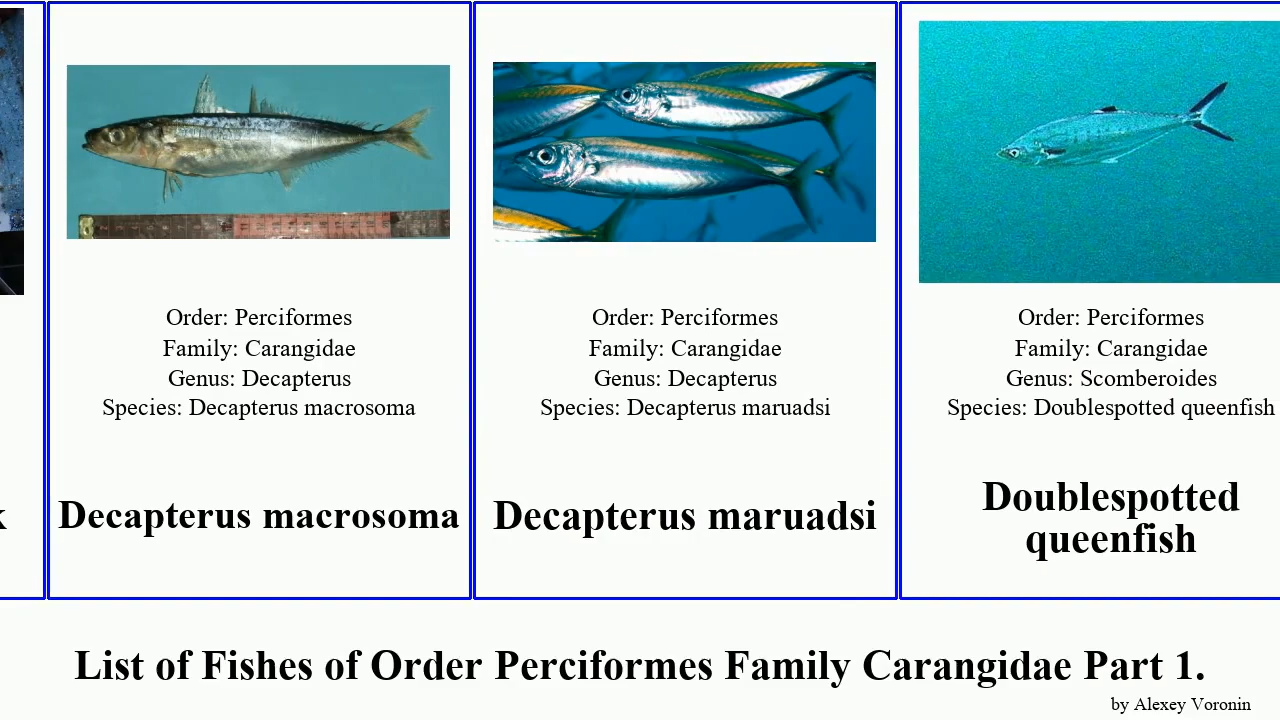 Order: Perciformes
Family: Carangidae
Genus: Decapterus
Species: Decapterus macrosoma
Decapterus macrosoma
Order: Perciformes
Family: Carangidae
Genus: Decapterus
Species: Decapterus maruadsi
Decapterus maruadsi
Order: Perciformes
Family: Carangidae
Genus: Scomberoides
Species: Doublespotted queenfish
Doublespotted
queenfish
List of Fishes of Order Perciformes Family Carangidae Part 1.
by Alexey Voronin